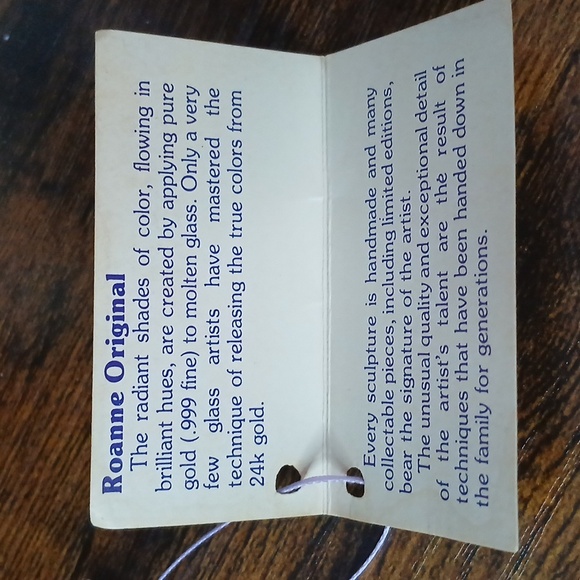 Roanne Original
The radiant shades of color, flowing in
brilliant hues, are created by applying pure
gold (.999 fine) to molten glass. Only a very
few glass artists have mastered the
technique of releasing the true colors from
24k gold.
Every sculpture is handmade and many
collectable pieces, including limited editions,
bear the signature of the artist.
The unusual quality and exceptional detail
of the artist's talent are the result of
techniques that have been handed down in
the family for generations.